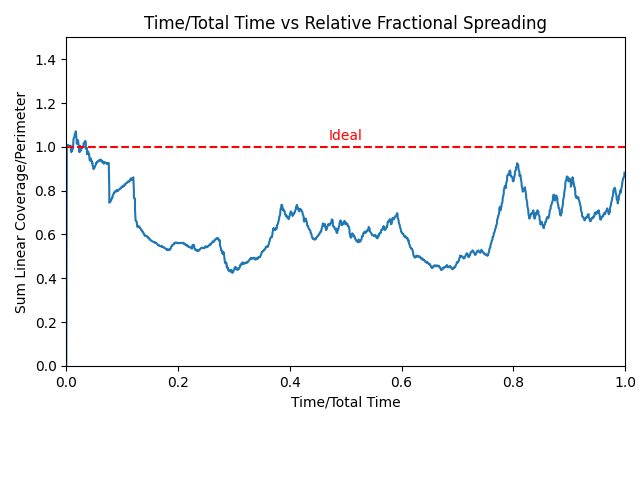 Time/Total Time vs Relative Fractional Spreading
Sum Linear Coverage/Perimeter
1.4
1.2
1.0
0.8
0.6
0.4
0.2
0.0
Ideal
0.0 0.2 0.4 0.6 0.8 1.0
Time/Total Time